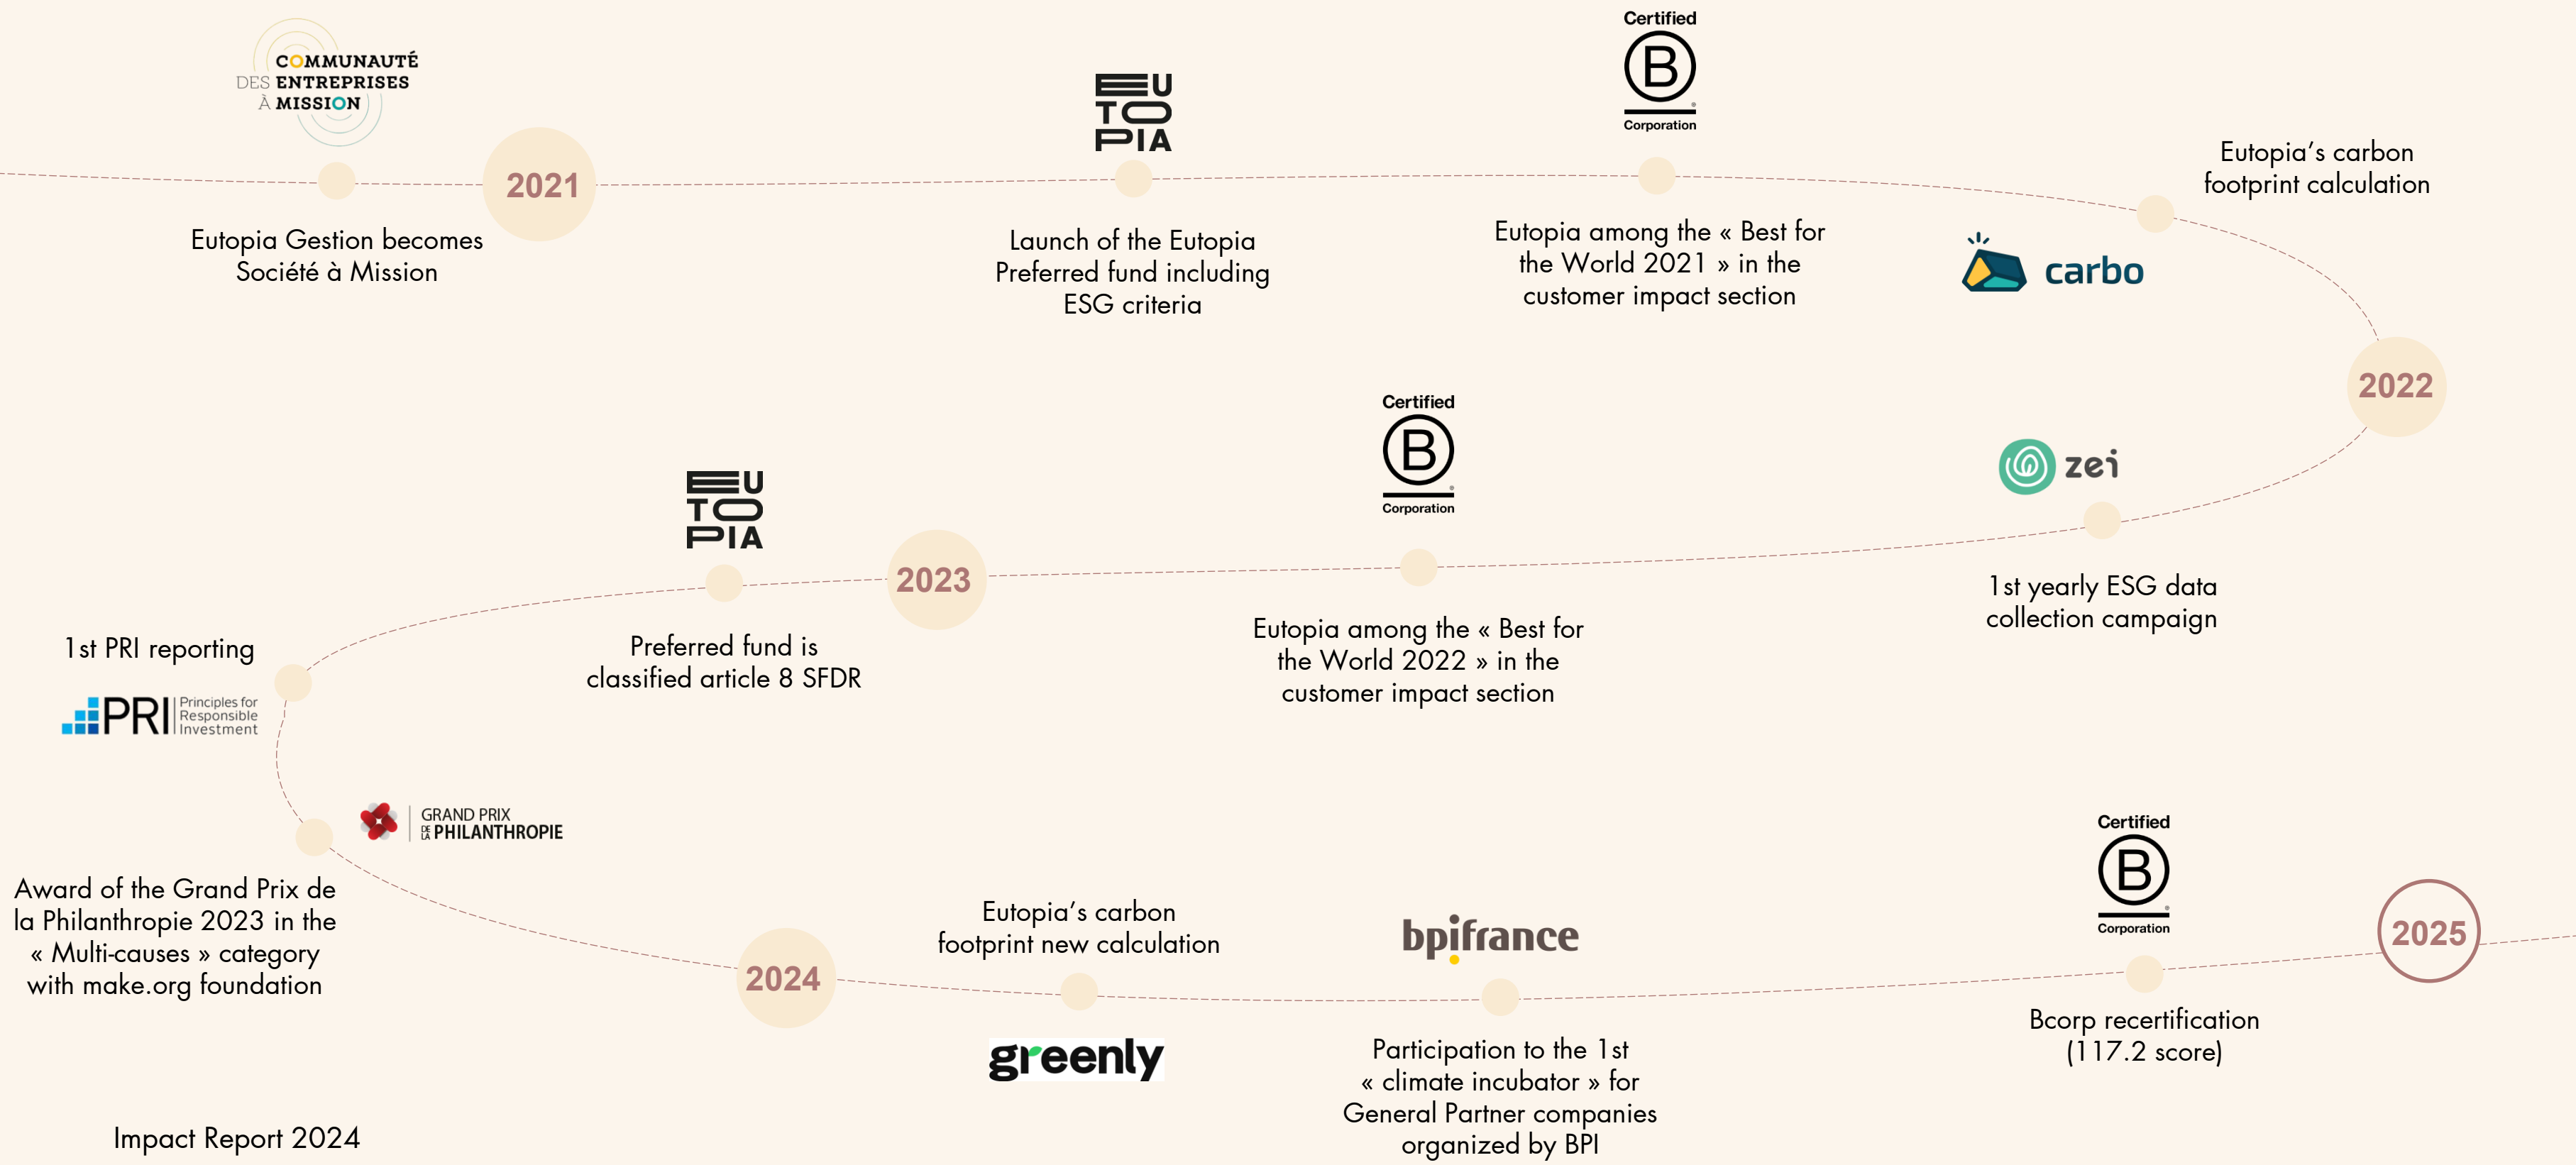 COMMUNAUTÉ
DES ENTREPRISES
À MISSION
2021
Eutopia Gestion becomes
Société à Mission
EU
TO
PIA
Launch of the Eutopia
Preferred fund including
ESG criteria
Certified
B
®
Corporation
Eutopia among the « Best for
the World 2021 » in the
customer impact section
Eutopia’s carbon
footprint calculation
carbo
2022
zei
1st yearly ESG data
collection campaign
Certified
B
®
Corporation
Eutopia among the « Best for
the World 2022 » in the
customer impact section
2023
EU
TO
PIA
Preferred fund is
classified article 8 SFDR
1st PRI reporting
PRI
Principles for
Responsible
Investment
GRAND PRIX
DE LA PHILANTHROPIE
Award of the Grand Prix de
la Philanthropie 2023 in the
« Multi-causes » category
with make.org foundation
2024
Eutopia’s carbon
footprint new calculation
greenly
bpifrance
Participation to the 1st
« climate incubator » for
General Partner companies
organized by BPI
Certified
B
®
Corporation
Bcorp recertification
(117.2 score)
2025
Impact Report 2024